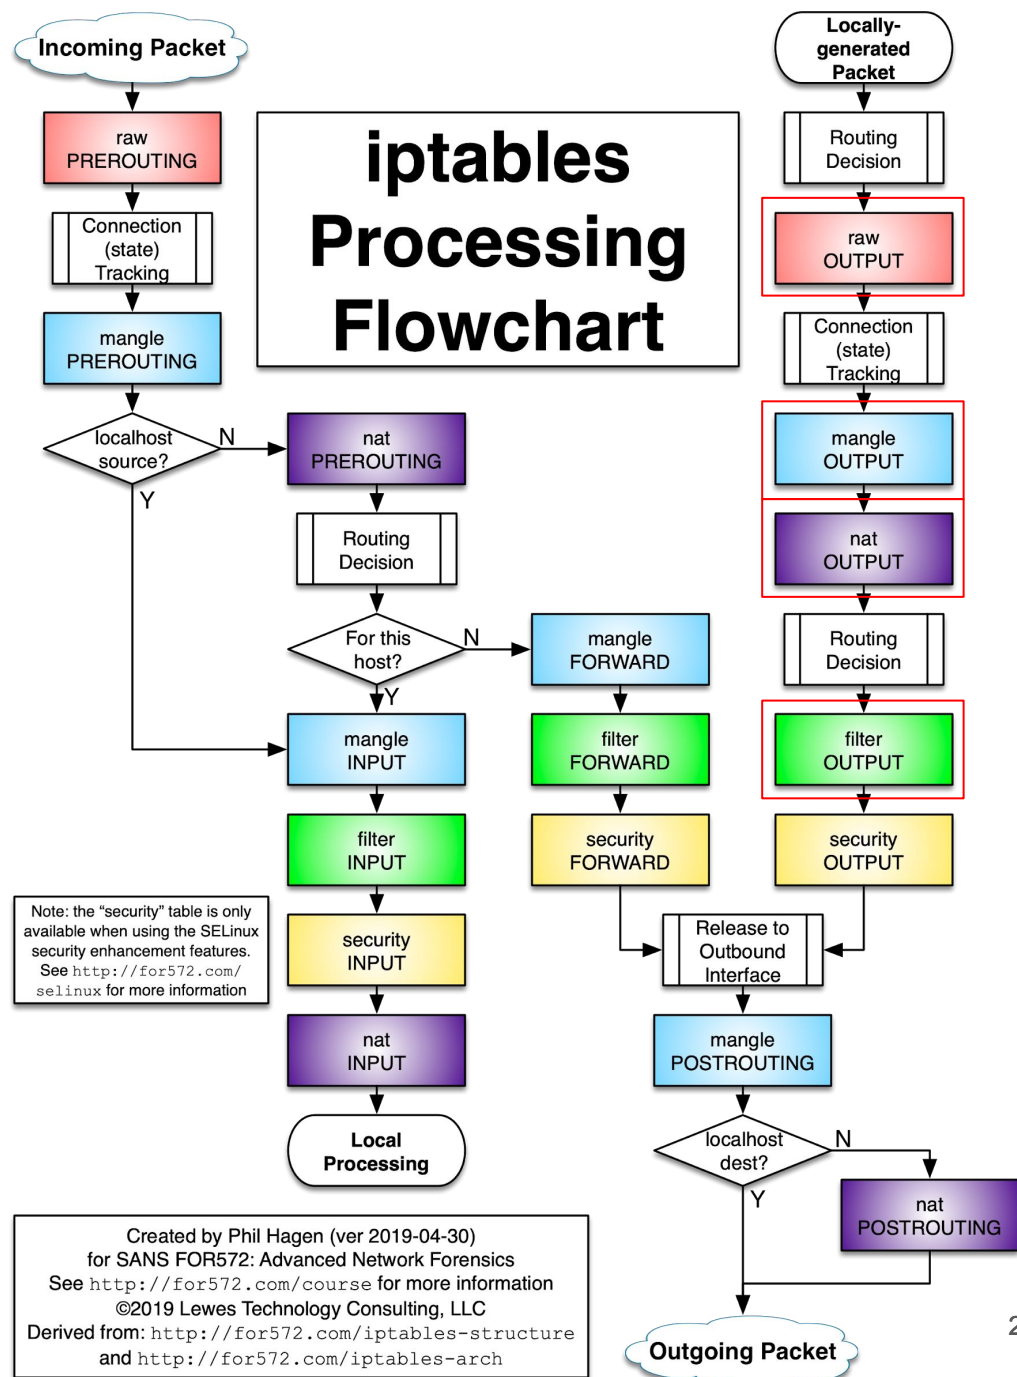 Incoming Packet
raw
PREROUTING
Connection
(state)
Tracking
mangle
PREROUTING
localhost
source?
N
Y
iptables
Processing
Flowchart
nat
PREROUTING
Routing
Decision
For this
host?
N
Y
mangle
INPUT
filter
INPUT
security
INPUT
nat
INPUT
Local
Processing
mangle
FORWARD
filter
FORWARD
security
FORWARD
Locally-
generated
Packet
Routing
Decision
raw
OUTPUT
Connection
(state)
Tracking
mangle
OUTPUT
nat
OUTPUT
Routing
Decision
filter
OUTPUT
security
OUTPUT
Release to
Outbound
Interface
mangle
POSTROUTING
localhost
dest?
N
Y
nat
POSTROUTING
Outgoing Packet
Note: the “security” table is only
available when using the SELinux
security enhancement features.
See http://for572.com/
selinux for more information
Created by Phil Hagen (ver 2019-04-30)
for SANS FOR572: Advanced Network Forensics
See http://for572.com/course for more information
©2019 Lewes Technology Consulting, LLC
Derived from: http://for572.com/iptables-structure
and http://for572.com/iptables-arch
2